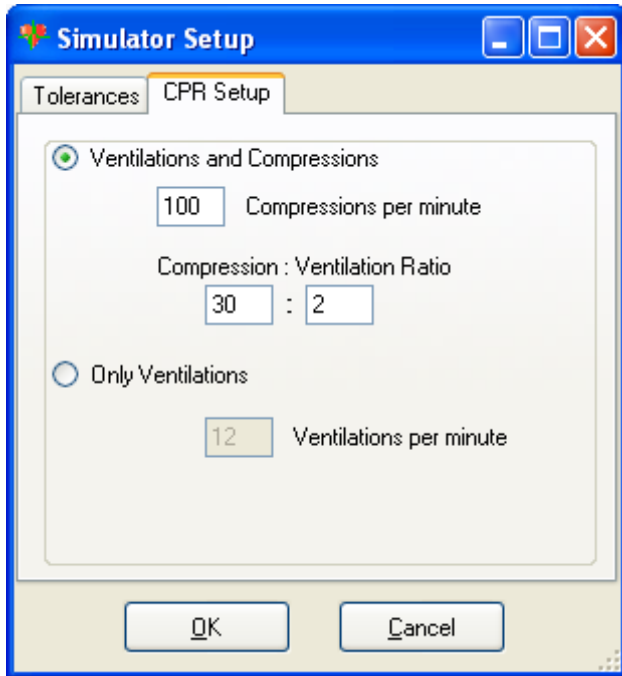 Simulator Setup
Tolerances CPR Setup
Ventilations and Compressions
100 Compressions per minute
Compression : Ventilation Ratio
30 : 2
Only Ventilations
12 Ventilations per minute
OK Cancel